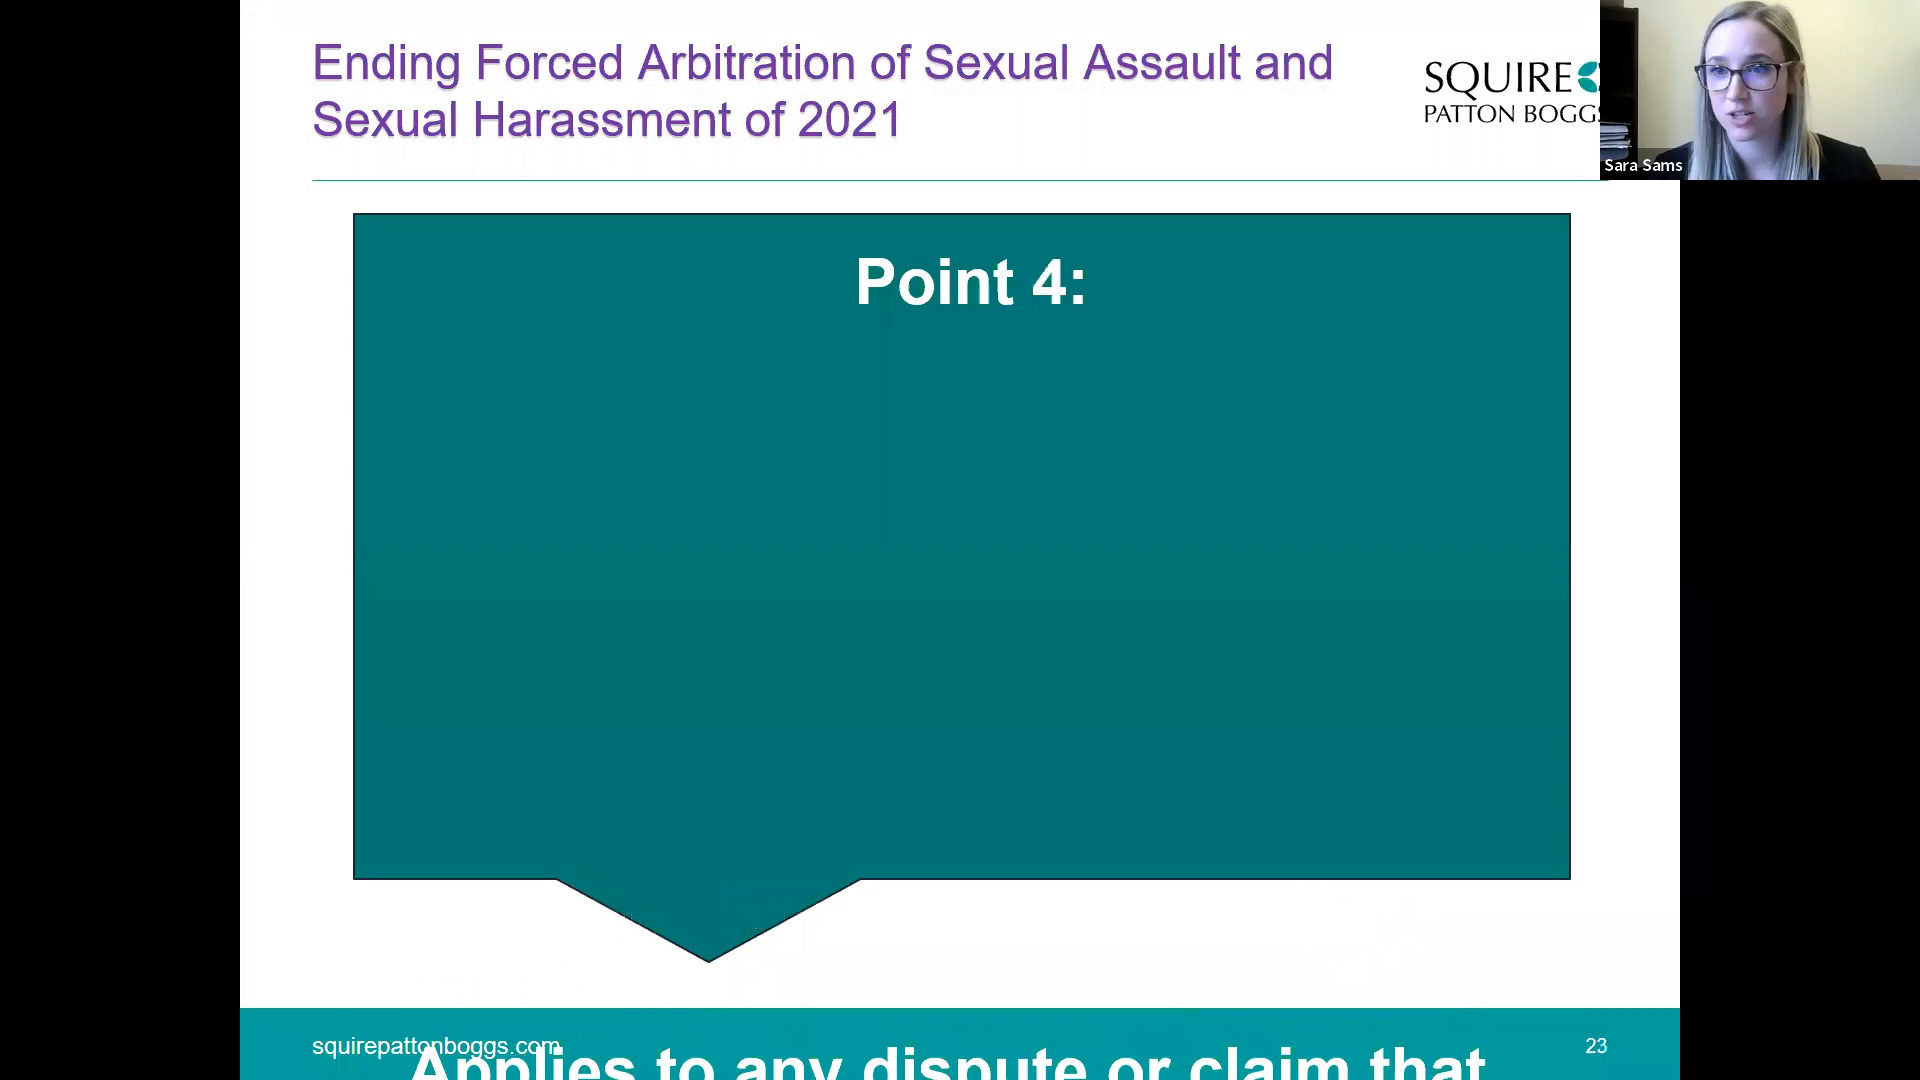 Ending Forced Arbitration of Sexual Assault and
Sexual Harassment of 2021
SQUIRE
PATTON BOGGS
Sara Sams
Point 4:
squirepattonboggs.com
23
Applies to any dispute or claim that